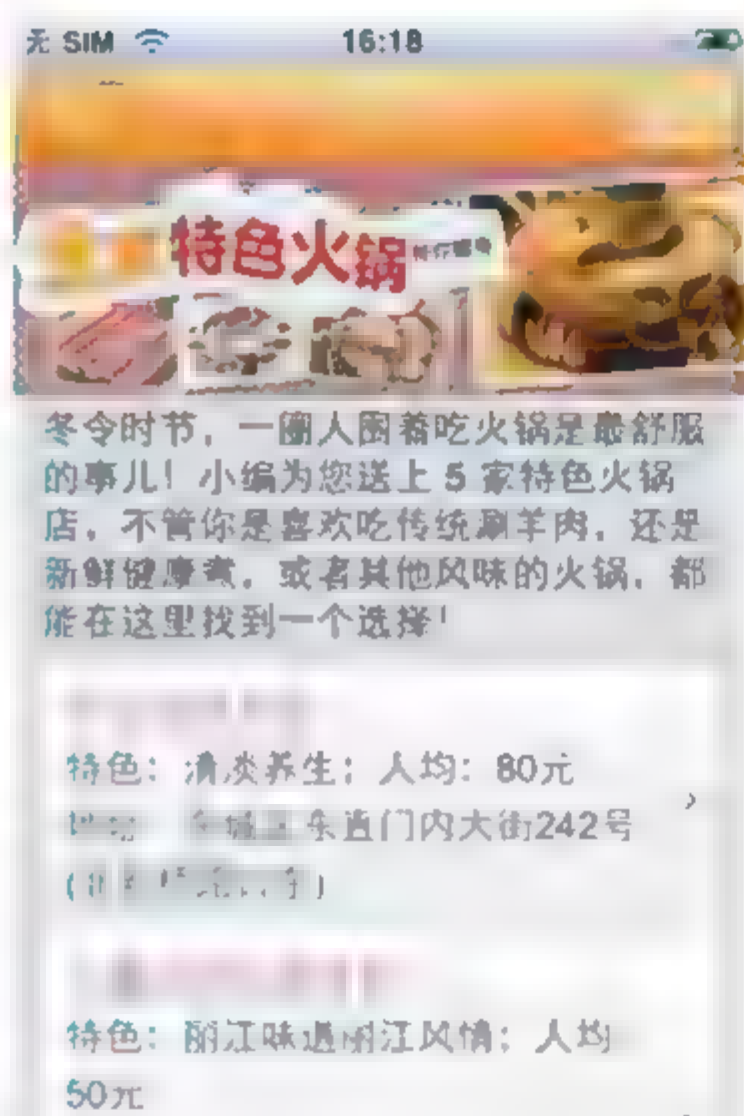 无 SIM
16:18
特色火锅
冬令时节，一圈人围着吃火锅是最舒服
的事儿！小编为您送上 5 家特色火锅
店，不管你是喜欢吃传统涮羊肉，还是
新鲜健康煮，或者其他风味的火锅，都
能在这里找到一个选择！
特色：清淡养生；人均：80元
东直门内大街242号
特色：丽江味道丽江风情；人均
50元